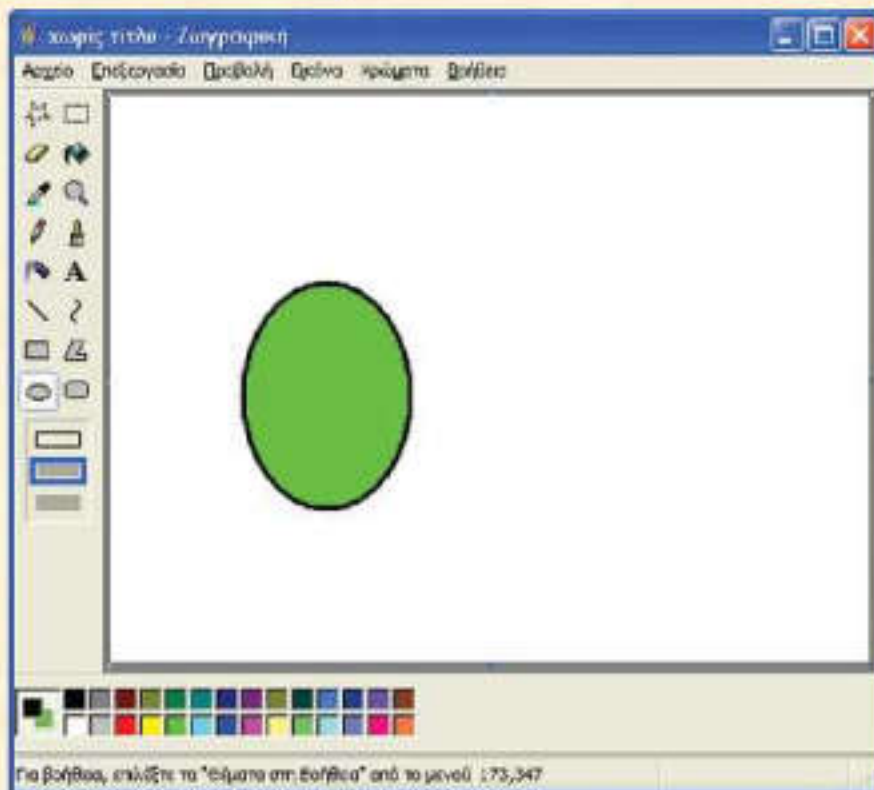 χωρίς τίτλο - Ζωγραφική
Αρχείο Επεξεργασία Προβολή Εικόνα Χρώματα Βοήθεια
A
Για βοήθεια, επιλέξτε τα "Θέματα στη Βοήθεια" από το μενού 173,347